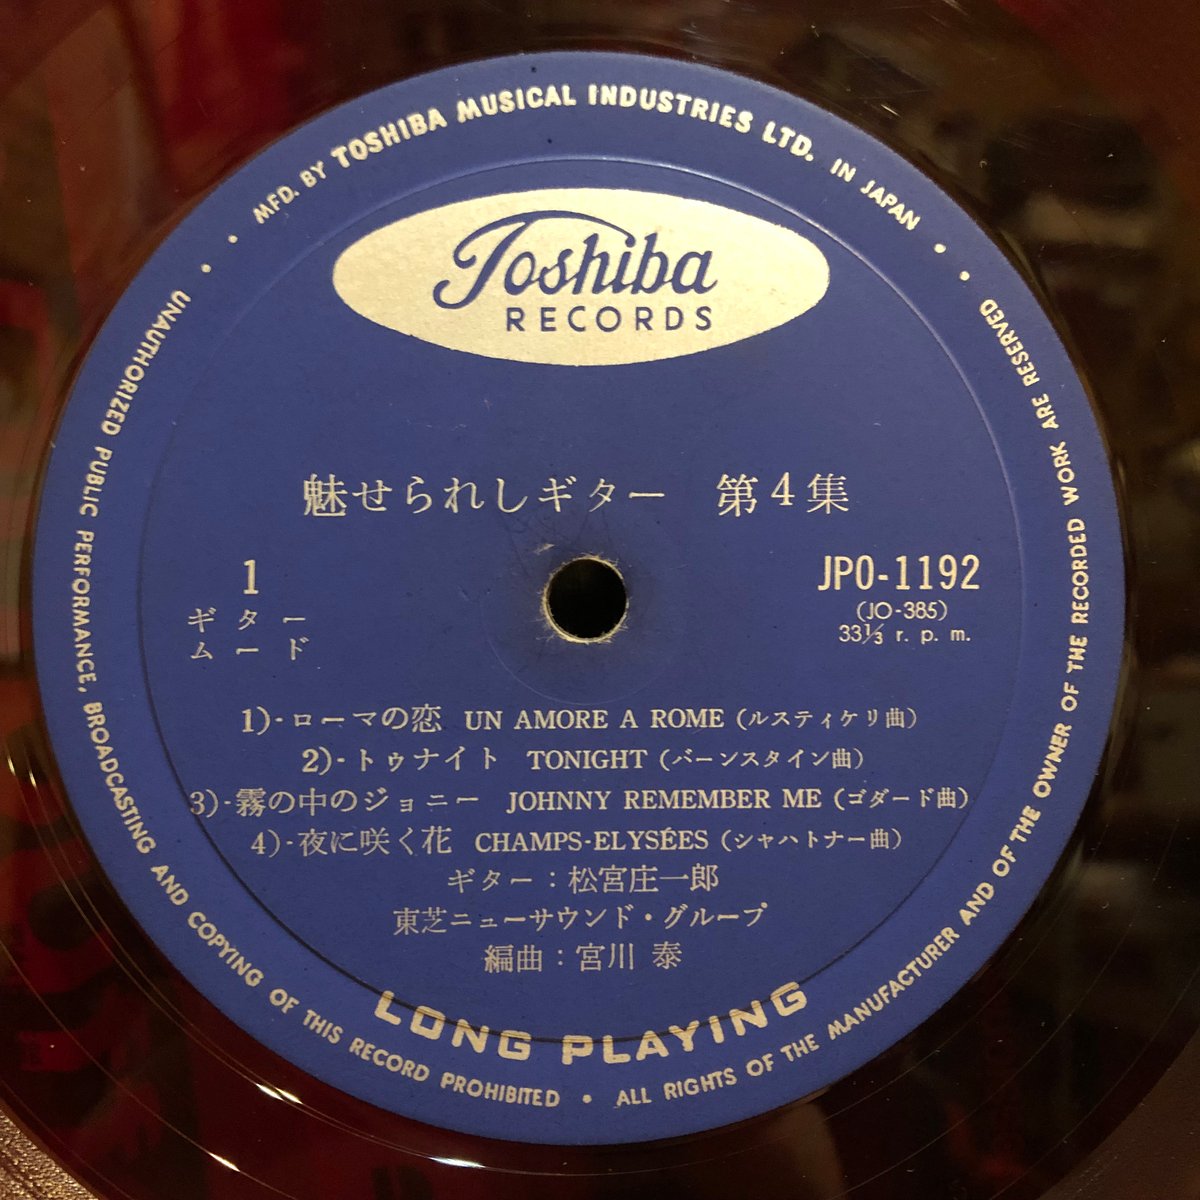 MFD. BY TOSHIBA MUSICAL INDUSTRIES LTD. IN JAPAN
Toshiba
RECORDS
魅せられしギター 第4集
1
ギター
ムード
JPO-1192
(JO-385)
33⅓ r. p. m.
1)・ローマの恋 UN AMORE A ROME (ルスティケリ曲)
2)・トゥナイト TONIGHT (バーンスタイン曲)
3)・霧の中のジョニー JOHNNY REMEMBER ME (ゴダード曲)
4)・夜に咲く花 CHAMPS-ELYSÉES (シャハトナー曲)
ギター：松宮庄一郎
東芝ニューサウンド・グループ
編曲：宮川 泰
LONG PLAYING
UNAUTHORIZED PUBLIC PERFORMANCE, BROADCASTING AND COPYING OF THIS RECORD PROHIBITED • ALL RIGHTS OF THE MANUFACTURER AND OF THE OWNER OF THE RECORDED WORK ARE RESERVED